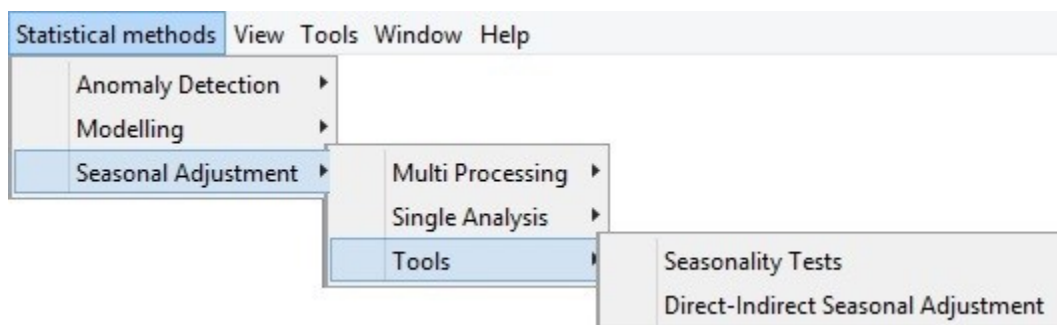 Statistical methods View Tools Window Help
Anomaly Detection
Modelling
Seasonal Adjustment
Multi Processing
Single Analysis
Tools
Seasonality Tests
Direct-Indirect Seasonal Adjustment